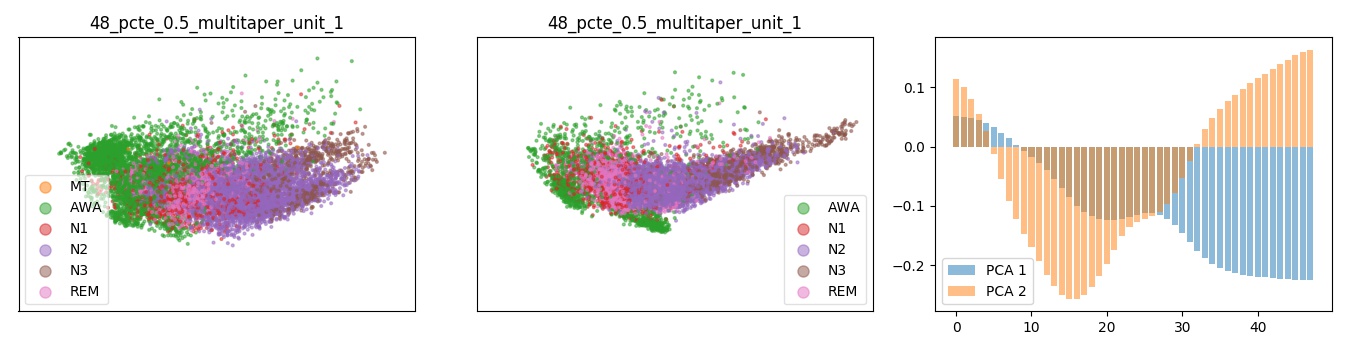 48_pcte_0.5_multitaper_unit_1
MT
AWA
N1
N2
N3
REM
48_pcte_0.5_multitaper_unit_1
AWA
N1
N2
N3
REM
0.1
0.0
−0.1
−0.2
PCA 1
PCA 2
0 10 20 30 40